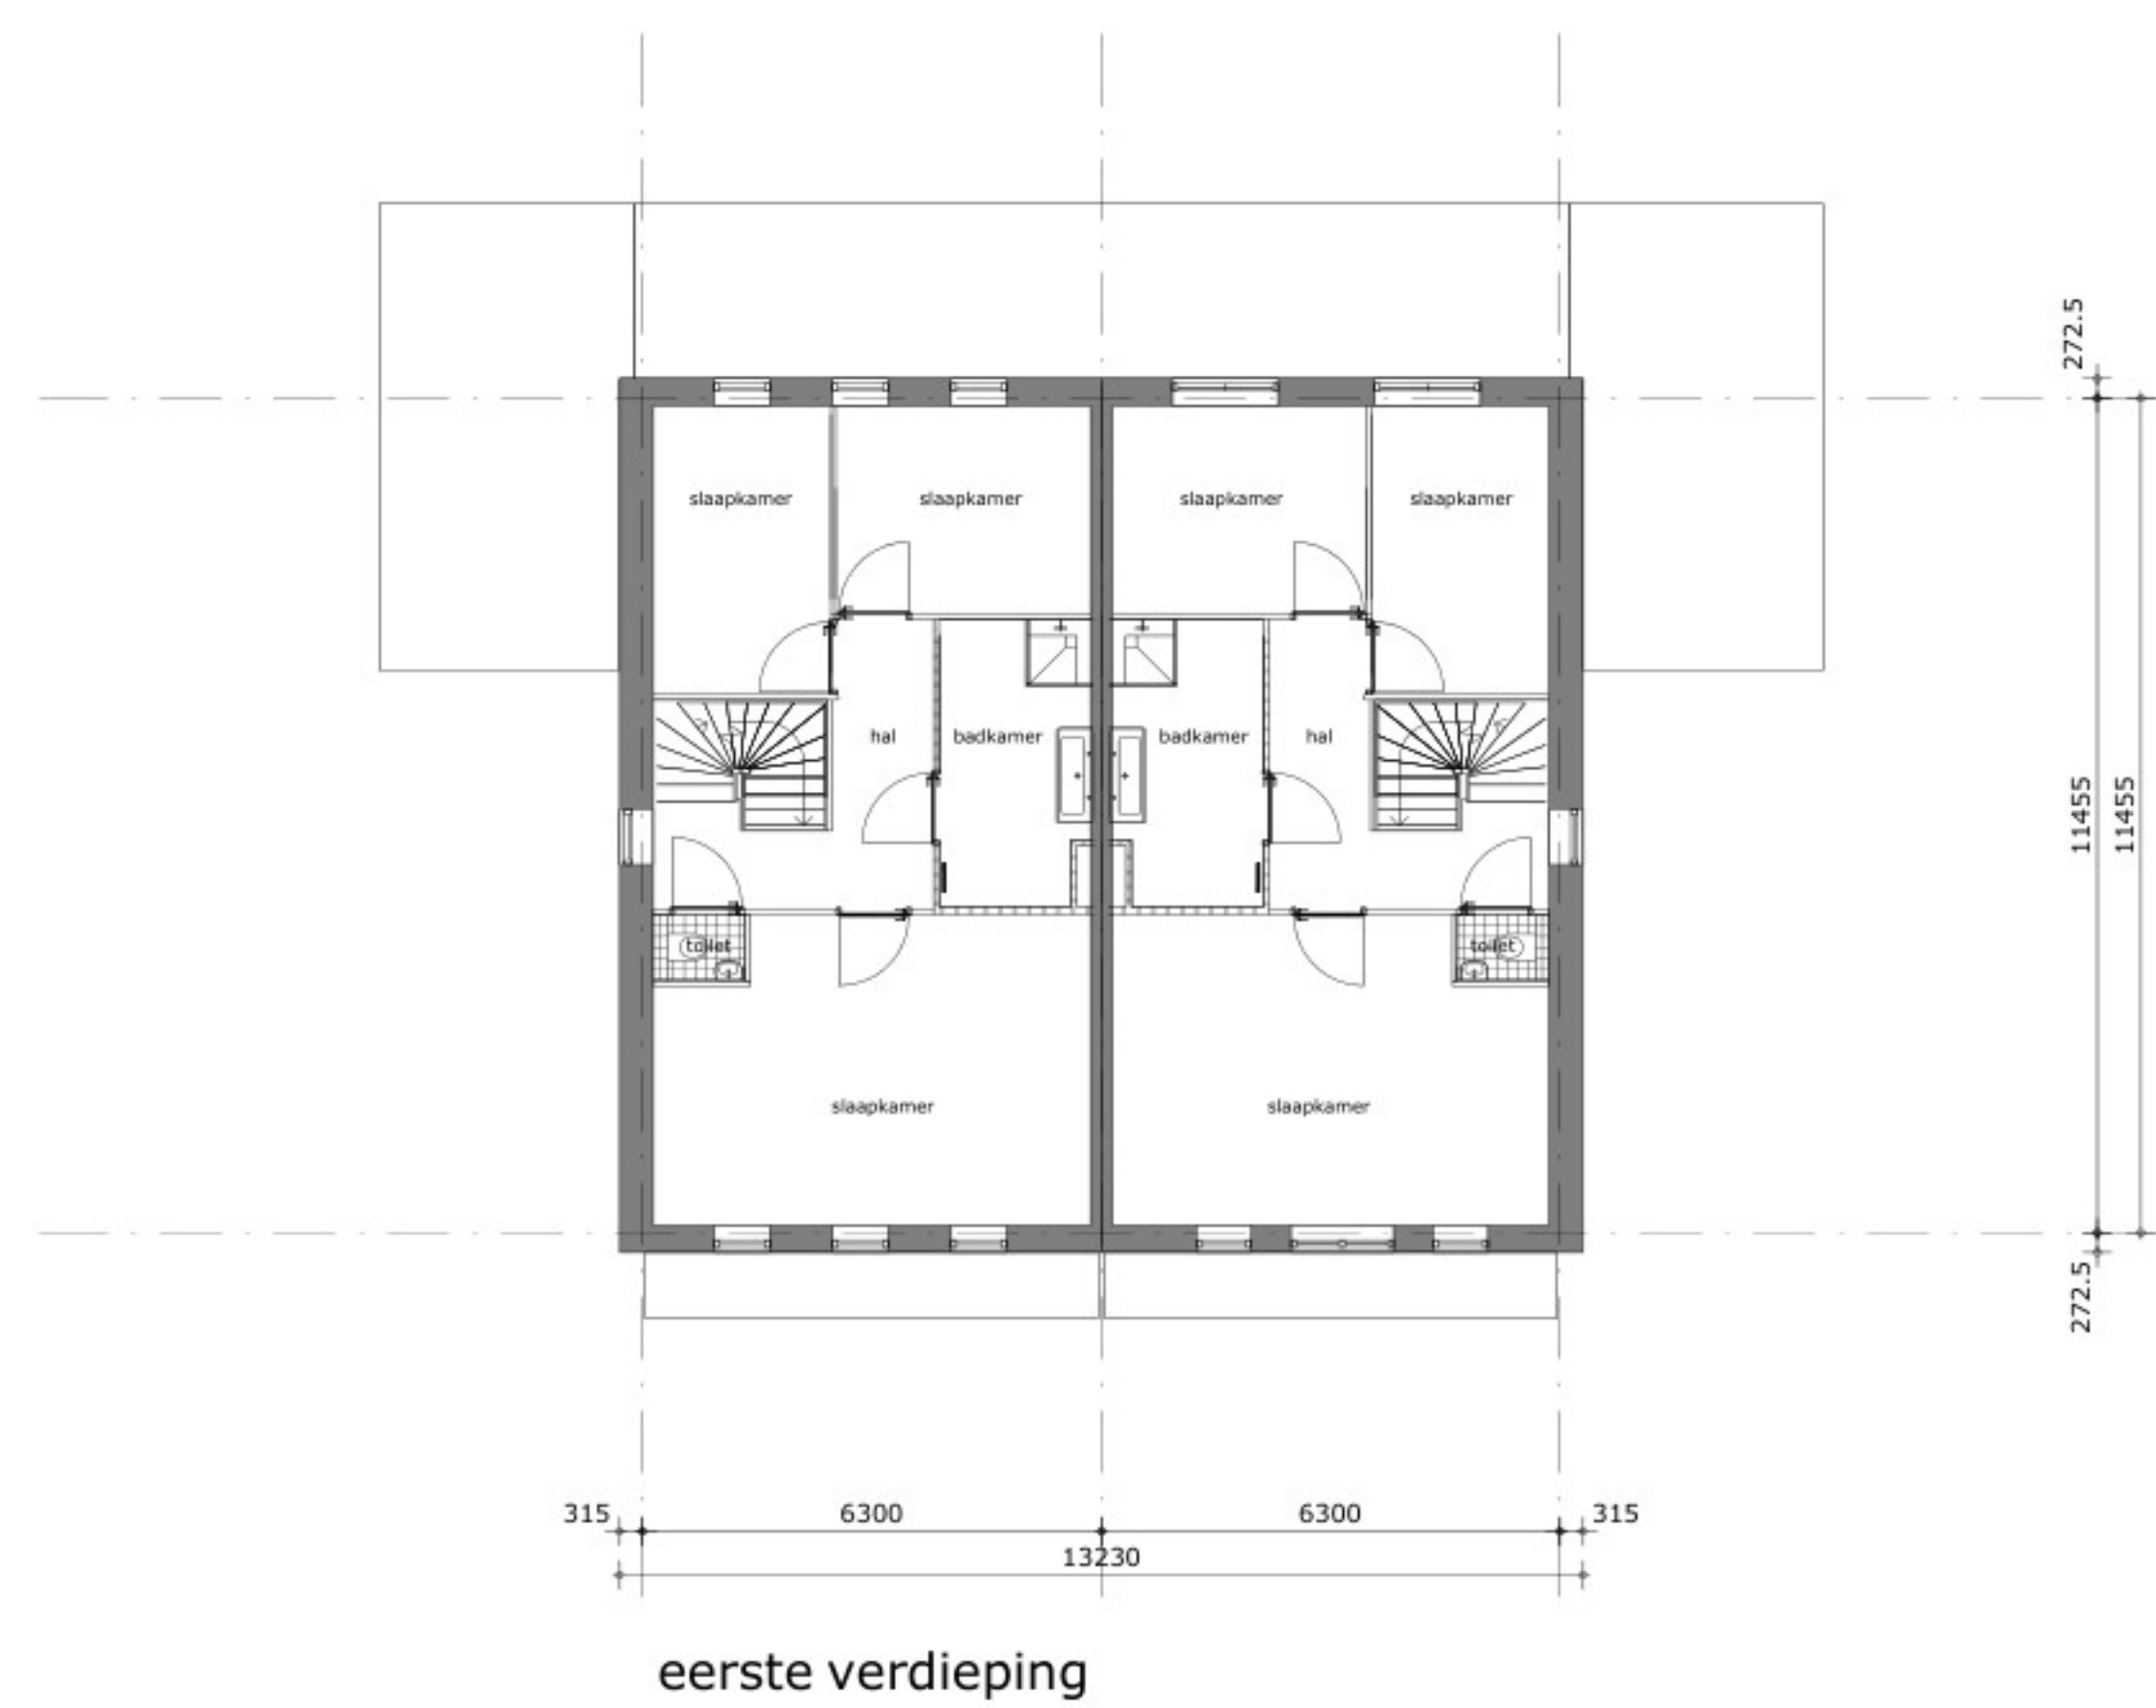 272.5
slaapkamer slaapkamer slaapkamer slaapkamer
hal badkamer badkamer hal
11455 11455
toilet toilet
slaapkamer slaapkamer
272.5
315 6300 6300 315
13230
eerste verdieping